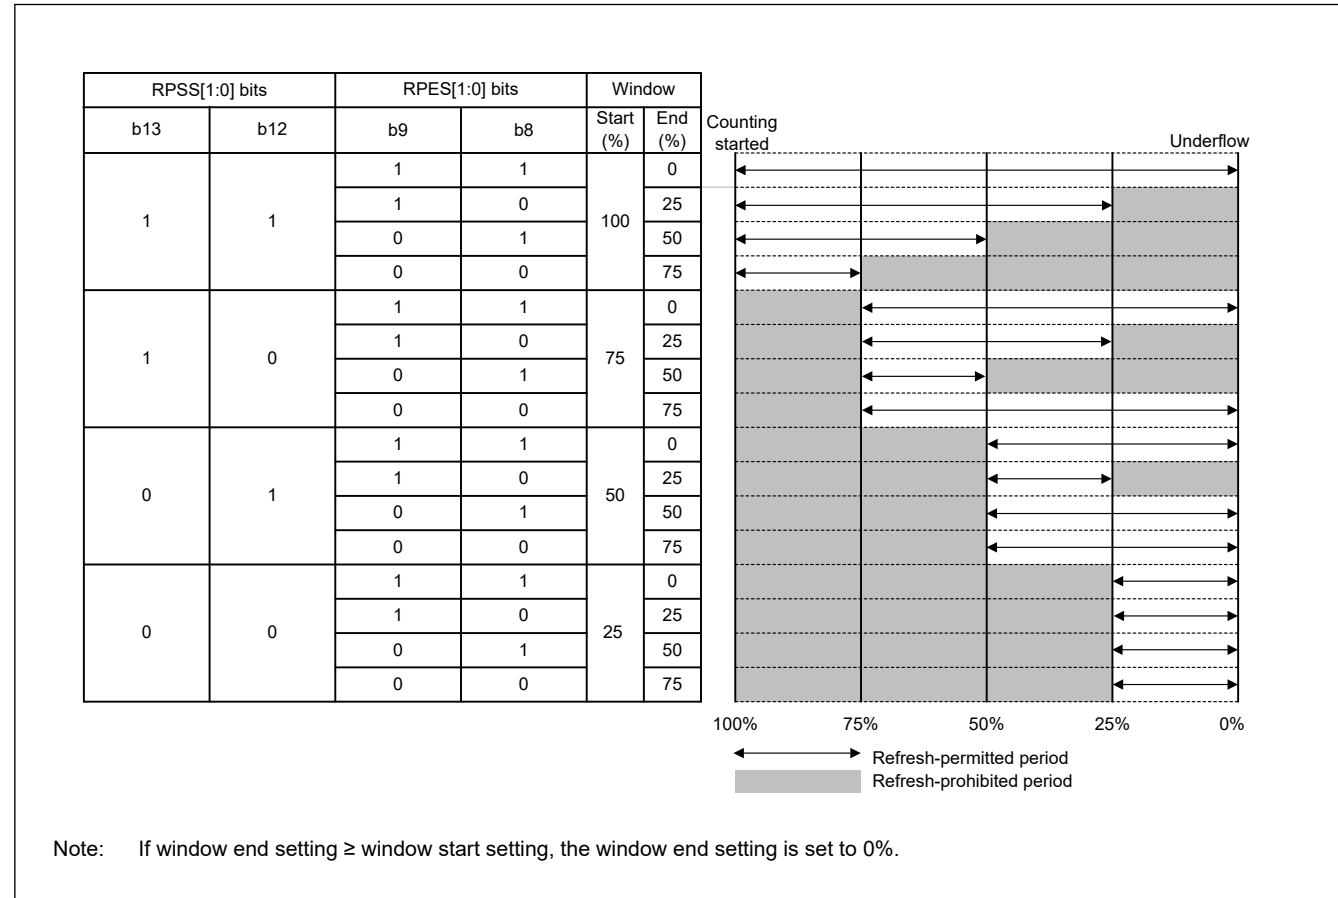 RPSS[1:0] bits RPES[1:0] bits Window
b13 b12 b9 b8 Start (%) End (%)
Counting started
Underflow
1 1 0
1 0 25
1 1 100
0 1 50
0 0 75
1 1 0
1 0 25
1 0 75
0 1 50
0 0 75
1 1 0
1 0 25
0 1 50
0 1 50
0 0 75
1 1 0
1 0 25
0 0 25
0 1 50
0 0 75
100% 75% 50% 25% 0%
Refresh-permitted period
Refresh-prohibited period
Note: If window end setting ≥ window start setting, the window end setting is set to 0%.